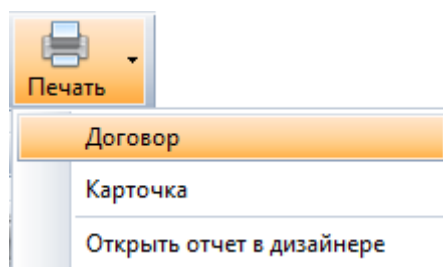 Печать
Договор
Карточка
Открыть отчет в дизайнере